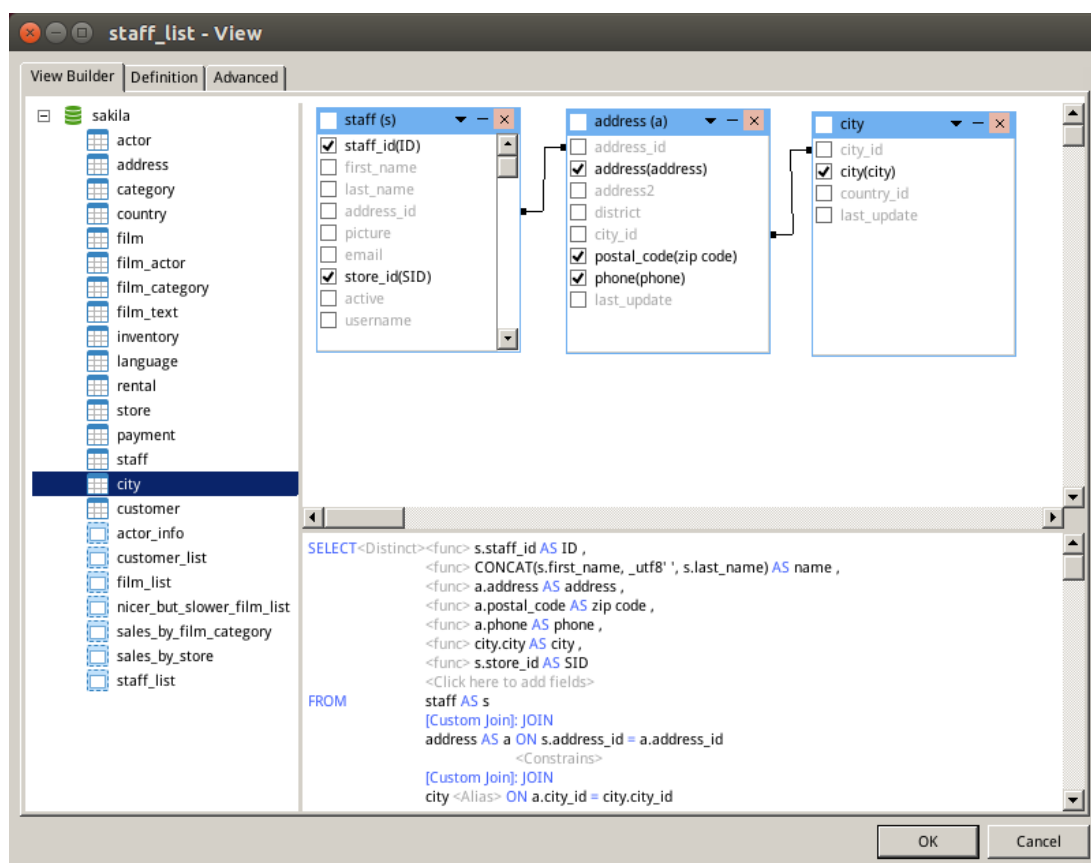 staff_list - View
View Builder Definition Advanced
sakila
actor
address
category
country
film
film_actor
film_category
film_text
inventory
language
rental
store
payment
staff
city
customer
actor_info
customer_list
film_list
nicer_but_slower_film_list
sales_by_film_category
sales_by_store
staff_list
staff (s)
staff_id(ID)
first_name
last_name
address_id
picture
email
store_id(SID)
active
username
address (a)
address_id
address(address)
address2
district
city_id
postal_code(zip code)
phone(phone)
last_update
city
city_id
city(city)
country_id
last_update
SELECT<Distinct><func> s.staff_id AS ID ,
<func> CONCAT(s.first_name, _utf8' ', s.last_name) AS name ,
<func> a.address AS address ,
<func> a.postal_code AS zip code ,
<func> a.phone AS phone ,
<func> city.city AS city ,
<func> s.store_id AS SID
<Click here to add fields>
FROM staff AS s
[Custom Join]: JOIN
address AS a ON s.address_id = a.address_id
<Constrains>
[Custom Join]: JOIN
city <Alias> ON a.city_id = city.city_id
OK Cancel